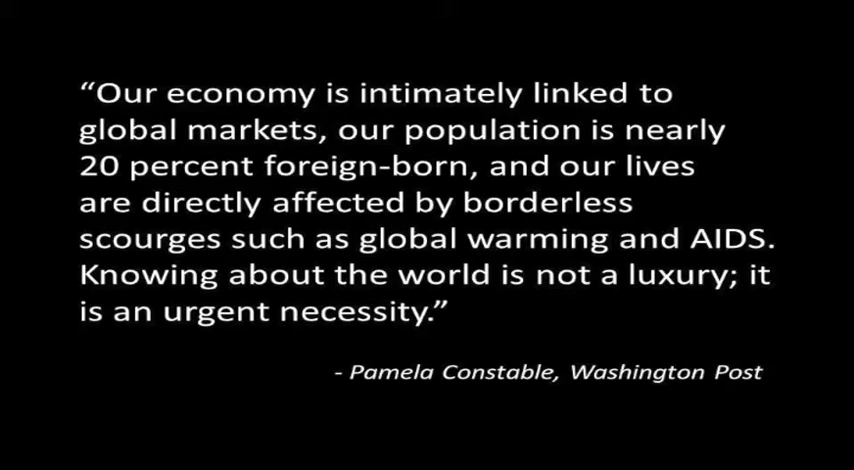 “Our economy is intimately linked to
global markets, our population is nearly
20 percent foreign-born, and our lives
are directly affected by borderless
scourges such as global warming and AIDS.
Knowing about the world is not a luxury; it
is an urgent necessity.”
- Pamela Constable, Washington Post